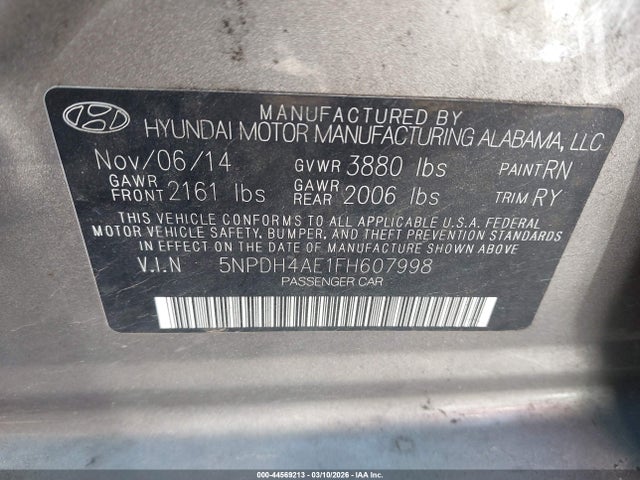 MANUFACTURED BY
HYUNDAI MOTOR MANUFACTURING ALABAMA, LLC
Nov/06/14 GVWR 3880 lbs PAINT RN
GAWR FRONT 2161 lbs GAWR REAR 2006 lbs TRIM RY
THIS VEHICLE CONFORMS TO ALL APPLICABLE U.S.A. FEDERAL
MOTOR VEHICLE SAFETY, BUMPER, AND THEFT PREVENTION STANDARDS
IN EFFECT ON THE DATE OF MANUFACTURE SHOWN ABOVE
V.I.N 5NPDH4AE1FH607998
PASSENGER CAR
000-44569213 - 03/10/2026 - IAA Inc.